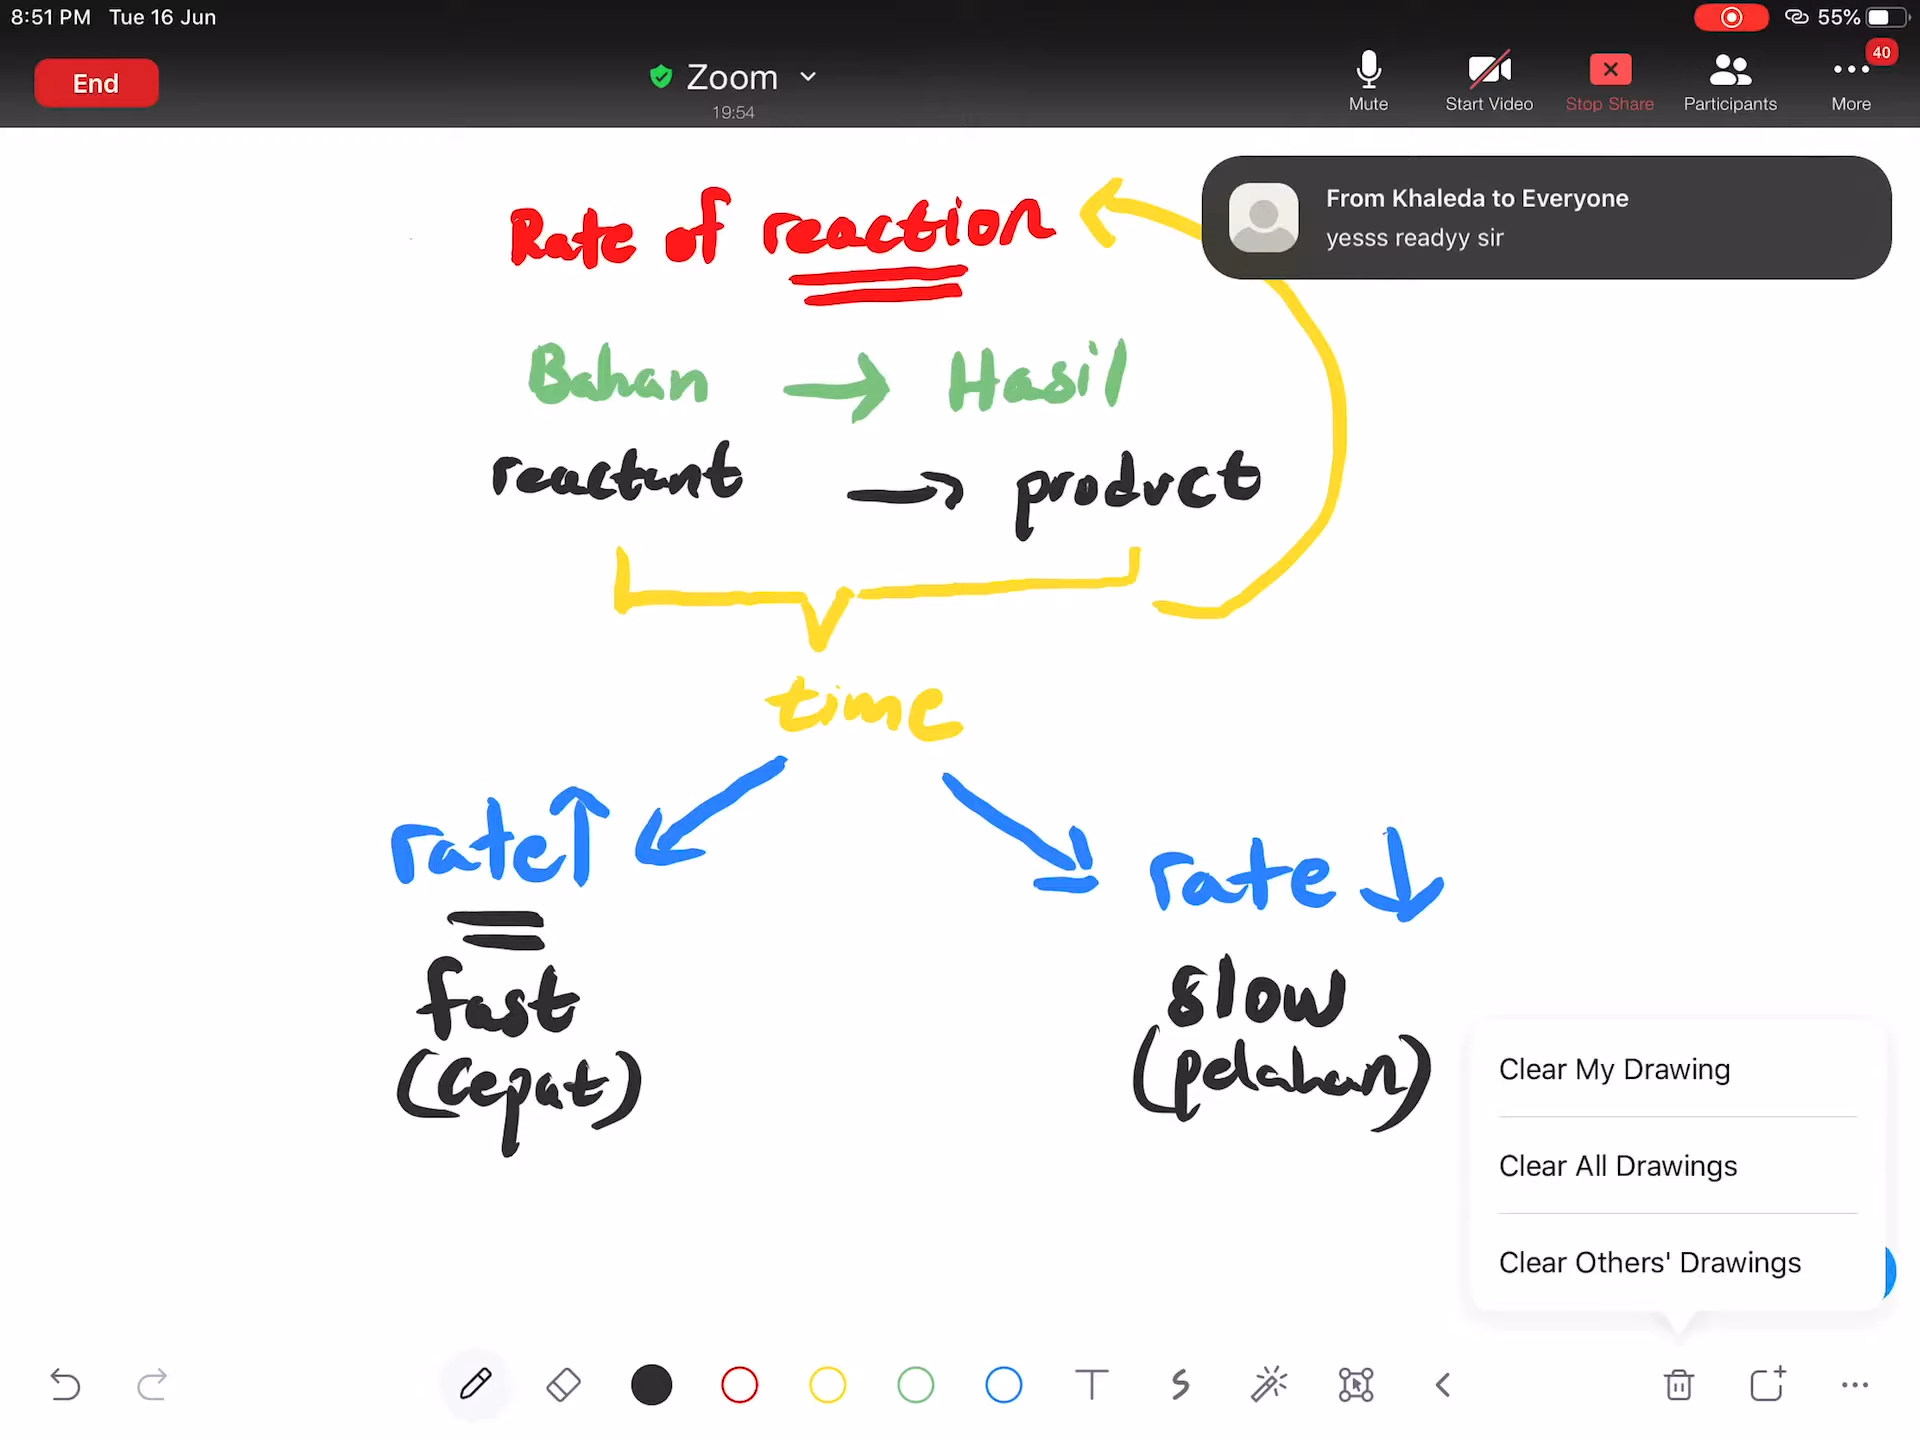 8:51 PM Tue 16 Jun
55%
End
Zoom
19:54
Mute
Start Video
Stop Share
Participants
More
40
From Khaleda to Everyone
yesss readyy sir
Rate of reaction
Bahan → Hasil
reactant → product
time
rate↑
rate ↓
fast
slow
(cepat)
(pelahan)
Clear My Drawing
Clear All Drawings
Clear Others' Drawings
T